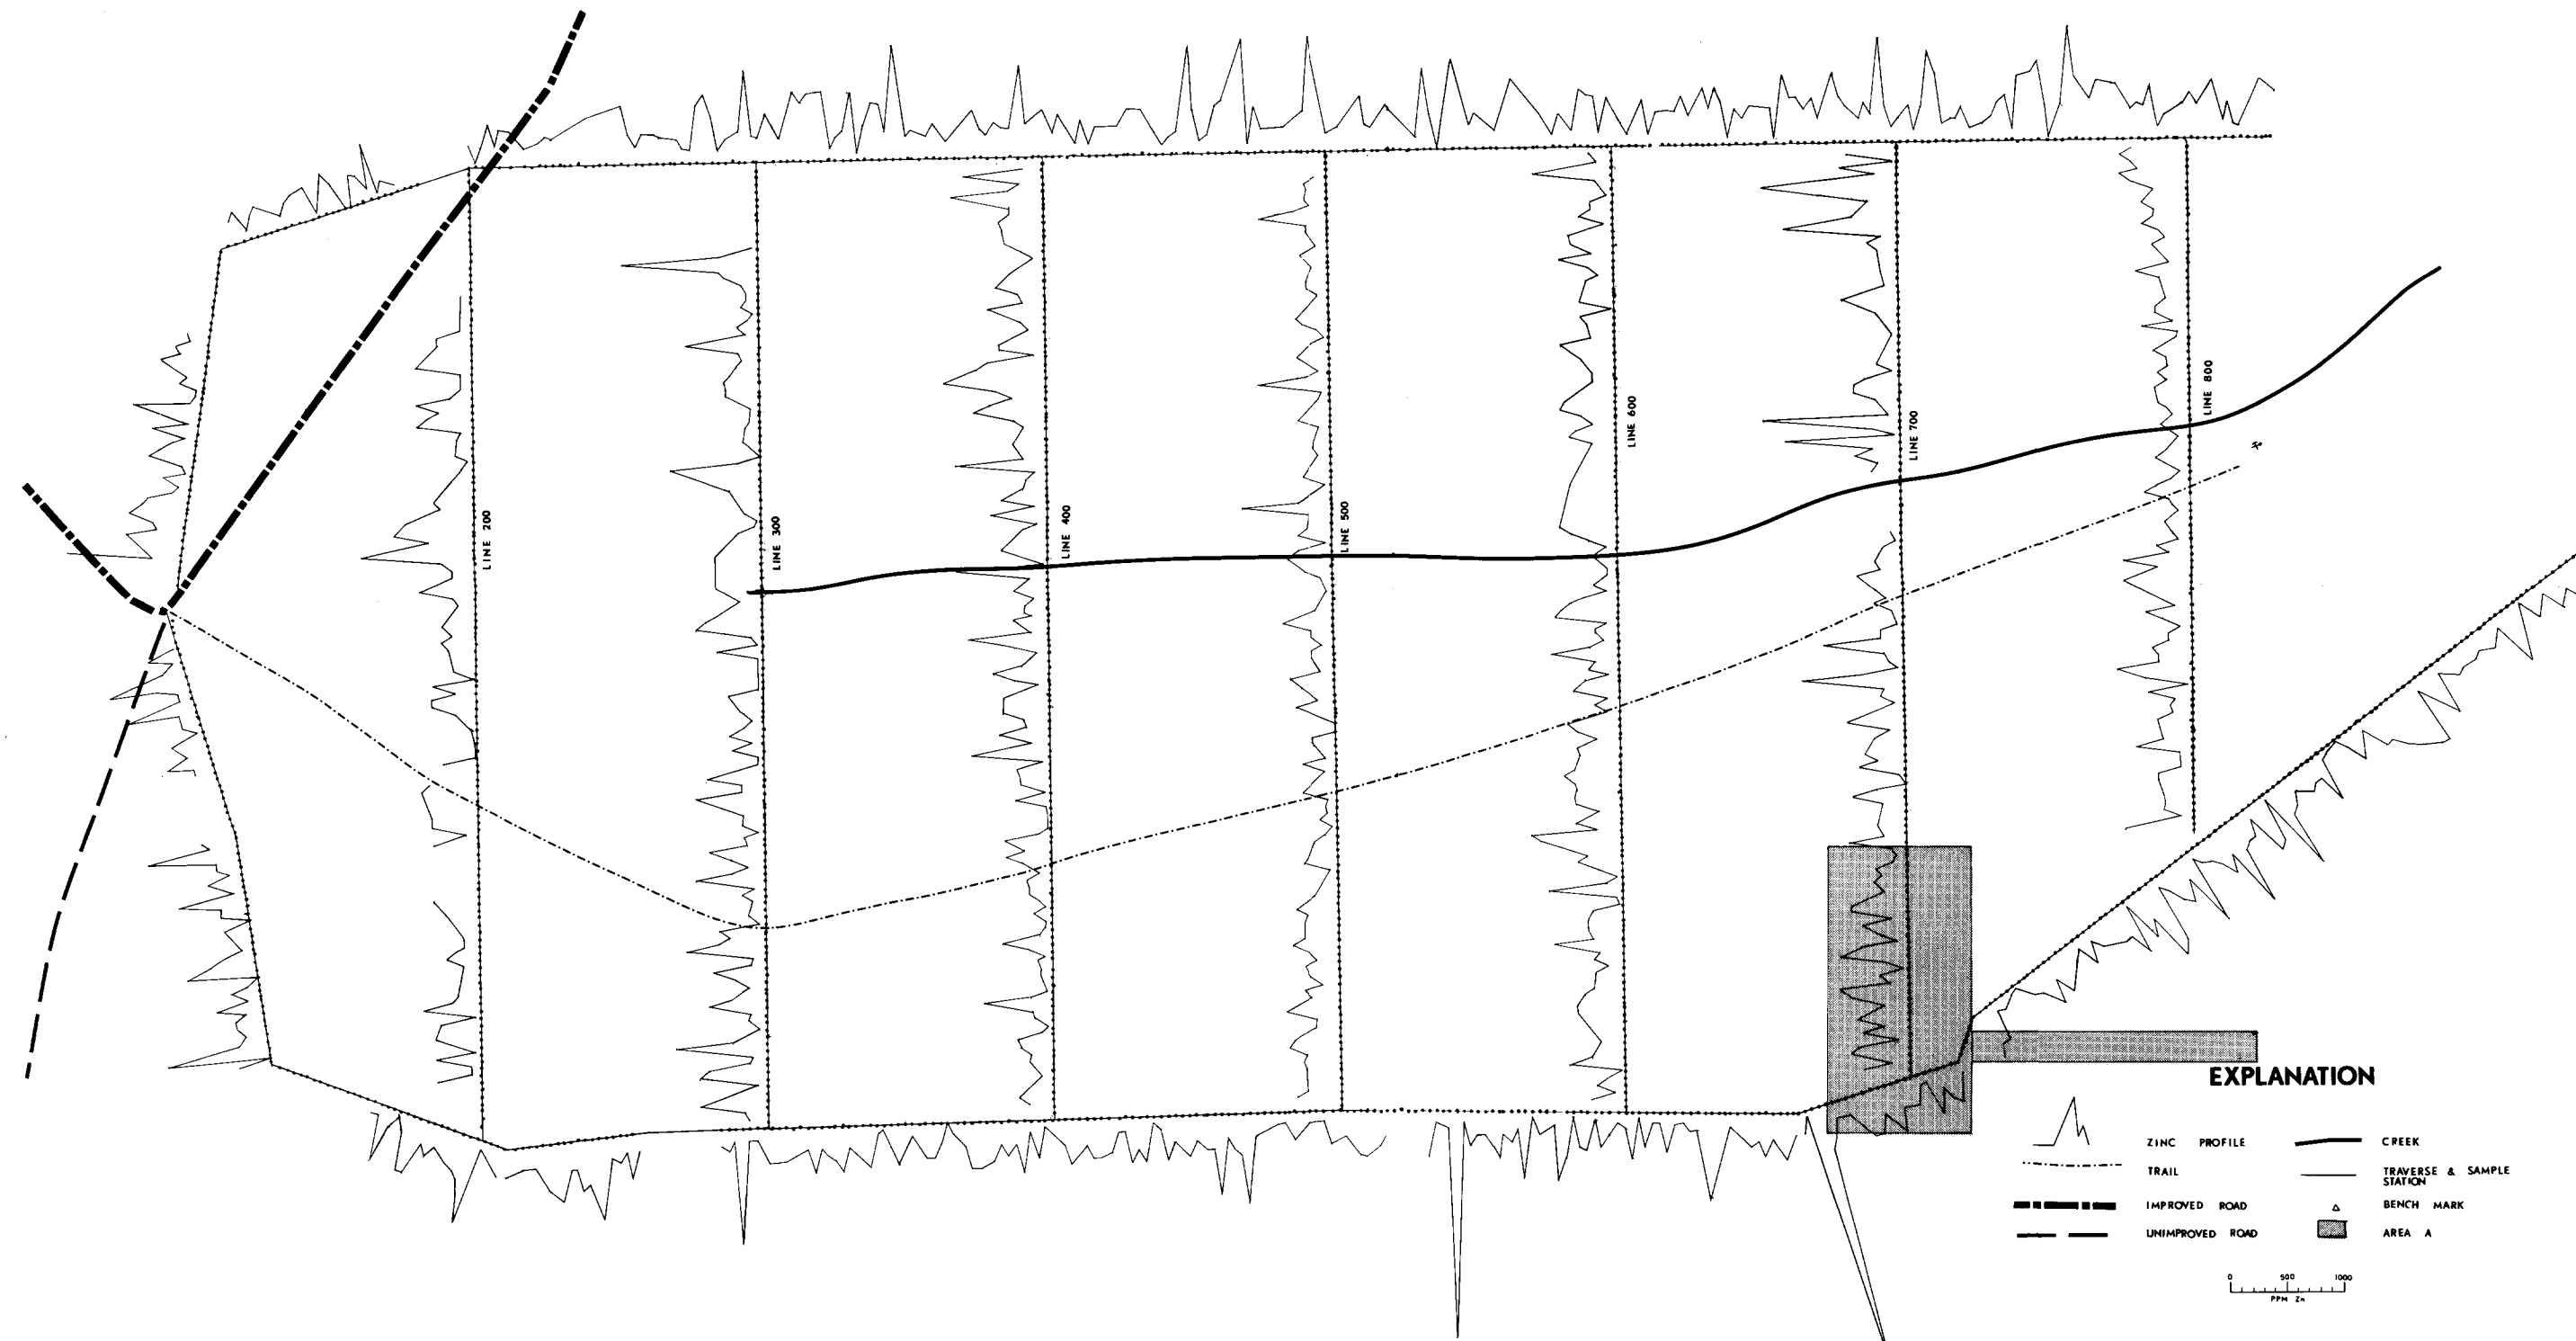 LINE 200
LINE 300
LINE 400
LINE 500
LINE 600
LINE 700
LINE 800
EXPLANATION
ZINC PROFILE
CREEK
TRAIL
TRAVERSE & SAMPLE
STATION
IMPROVED ROAD
BENCH MARK
UNIMPROVED ROAD
AREA A
0 500 1000
PPM Zn